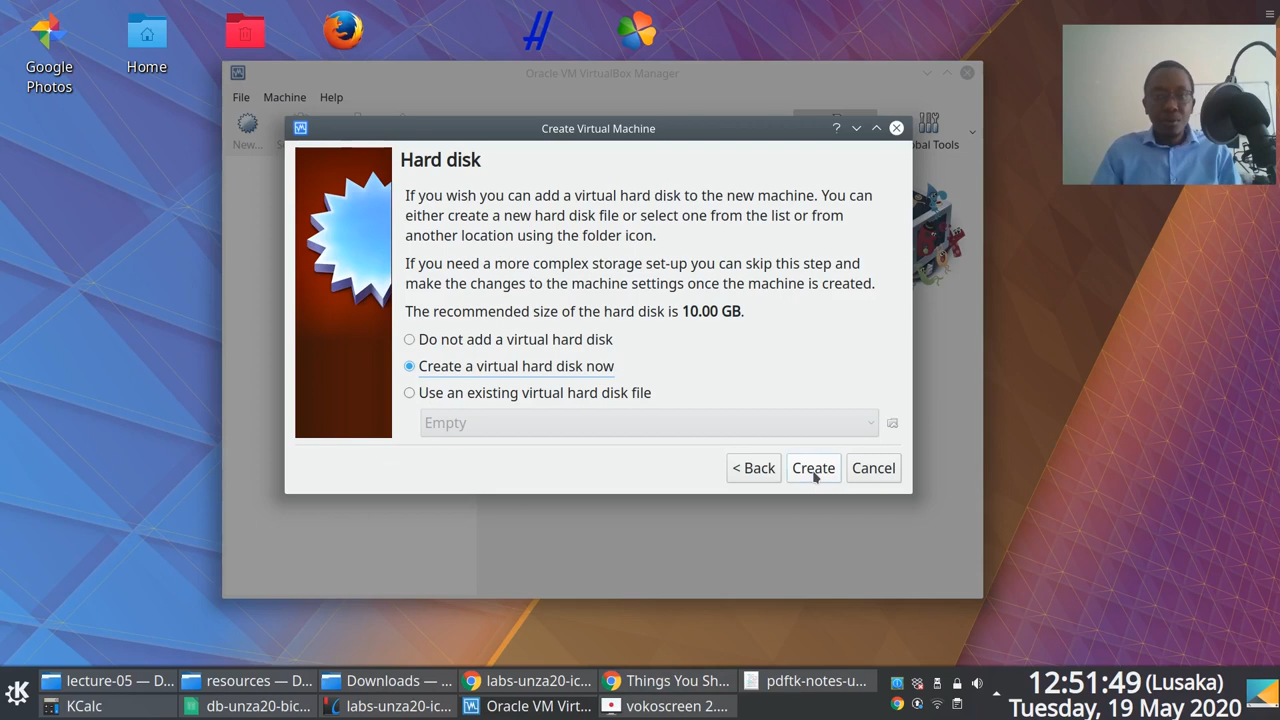 Google
Photos
Home
Oracle VM VirtualBox Manager
File Machine Help
New...
bal Tools
Create Virtual Machine
?
Hard disk
If you wish you can add a virtual hard disk to the new machine. You can
either create a new hard disk file or select one from the list or from
another location using the folder icon.
If you need a more complex storage set-up you can skip this step and
make the changes to the machine settings once the machine is created.
The recommended size of the hard disk is 10.00 GB.
Do not add a virtual hard disk
Create a virtual hard disk now
Use an existing virtual hard disk file
Empty
< Back Create Cancel
lecture-05 — D... resources — D... Downloads — ... labs-unza20-ic... Things You Sh... pdftk-notes-u...
KCalc db-unza20-bic... labs-unza20-ic... Oracle VM Virt... vokoscreen 2....
12:51:49 (Lusaka)
Tuesday, 19 May 2020